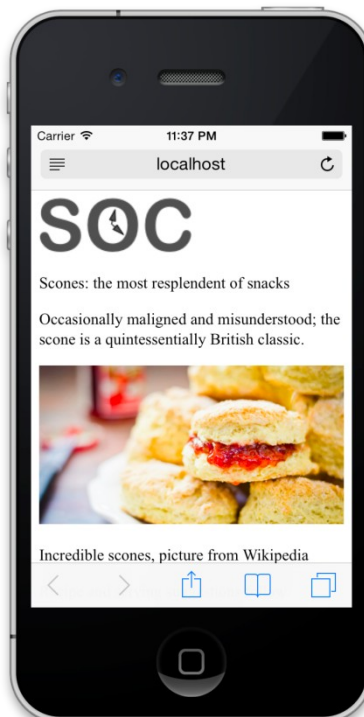 Carrier 11:37 PM
localhost
SOC
Scones: the most resplendent of snacks
Occasionally maligned and misunderstood; the
scone is a quintessentially British classic.
Incredible scones, picture from Wikipedia